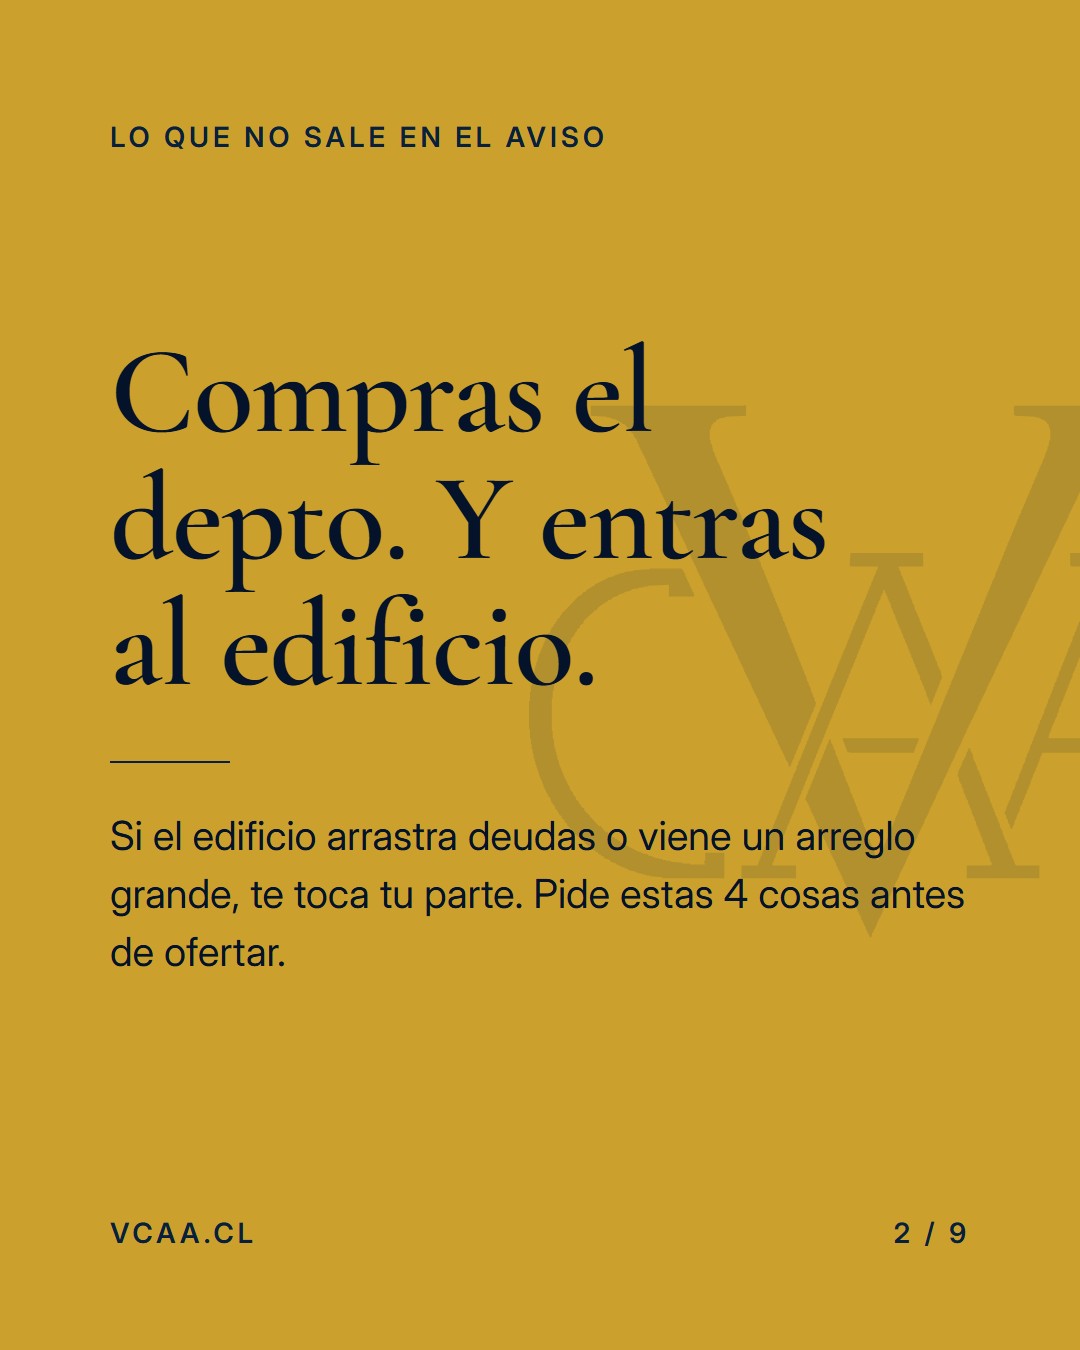 LO QUE NO SALE EN EL AVISO
Compras el
depto. Y entras
al edificio.
Si el edificio arrastra deudas o viene un arreglo
grande, te toca tu parte. Pide estas 4 cosas antes
de ofertar.
VCAA.CL
2 / 9